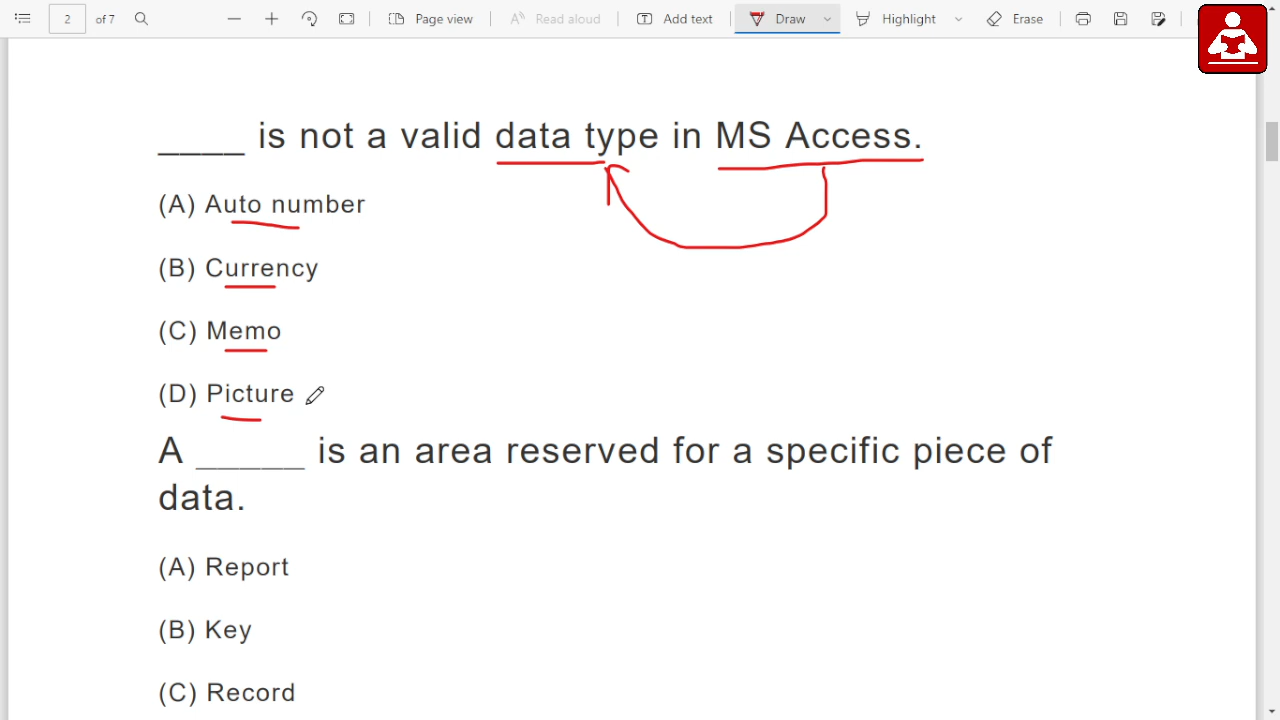 2 of 7 Page view Read aloud Add text Draw Highlight Erase
____ is not a valid data type in MS Access.
(A) Auto number
(B) Currency
(C) Memo
(D) Picture
A _____ is an area reserved for a specific piece of
data.
(A) Report
(B) Key
(C) Record